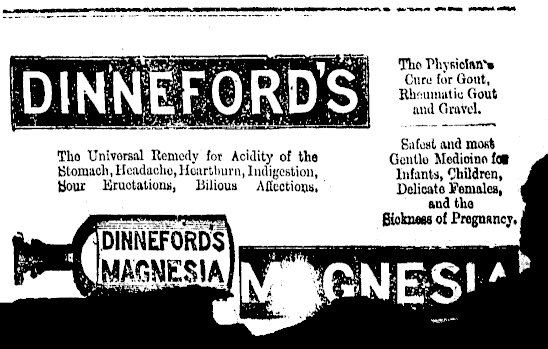 DINNEFORD'S
The Universal Remedy for Acidity of the
Stomach, Headache, Heartburn, Indigestion,
Sour Eructations, Bilious Affections.
The Physician's
Cure for Gout,
Rheumatic Gout
and Gravel.
Safest and most
Gentle Medicine for
Infants, Children,
Delicate Females,
and the
Sickness of Pregnancy.
DINNEFORDS
MAGNESIA
MAGNESIA